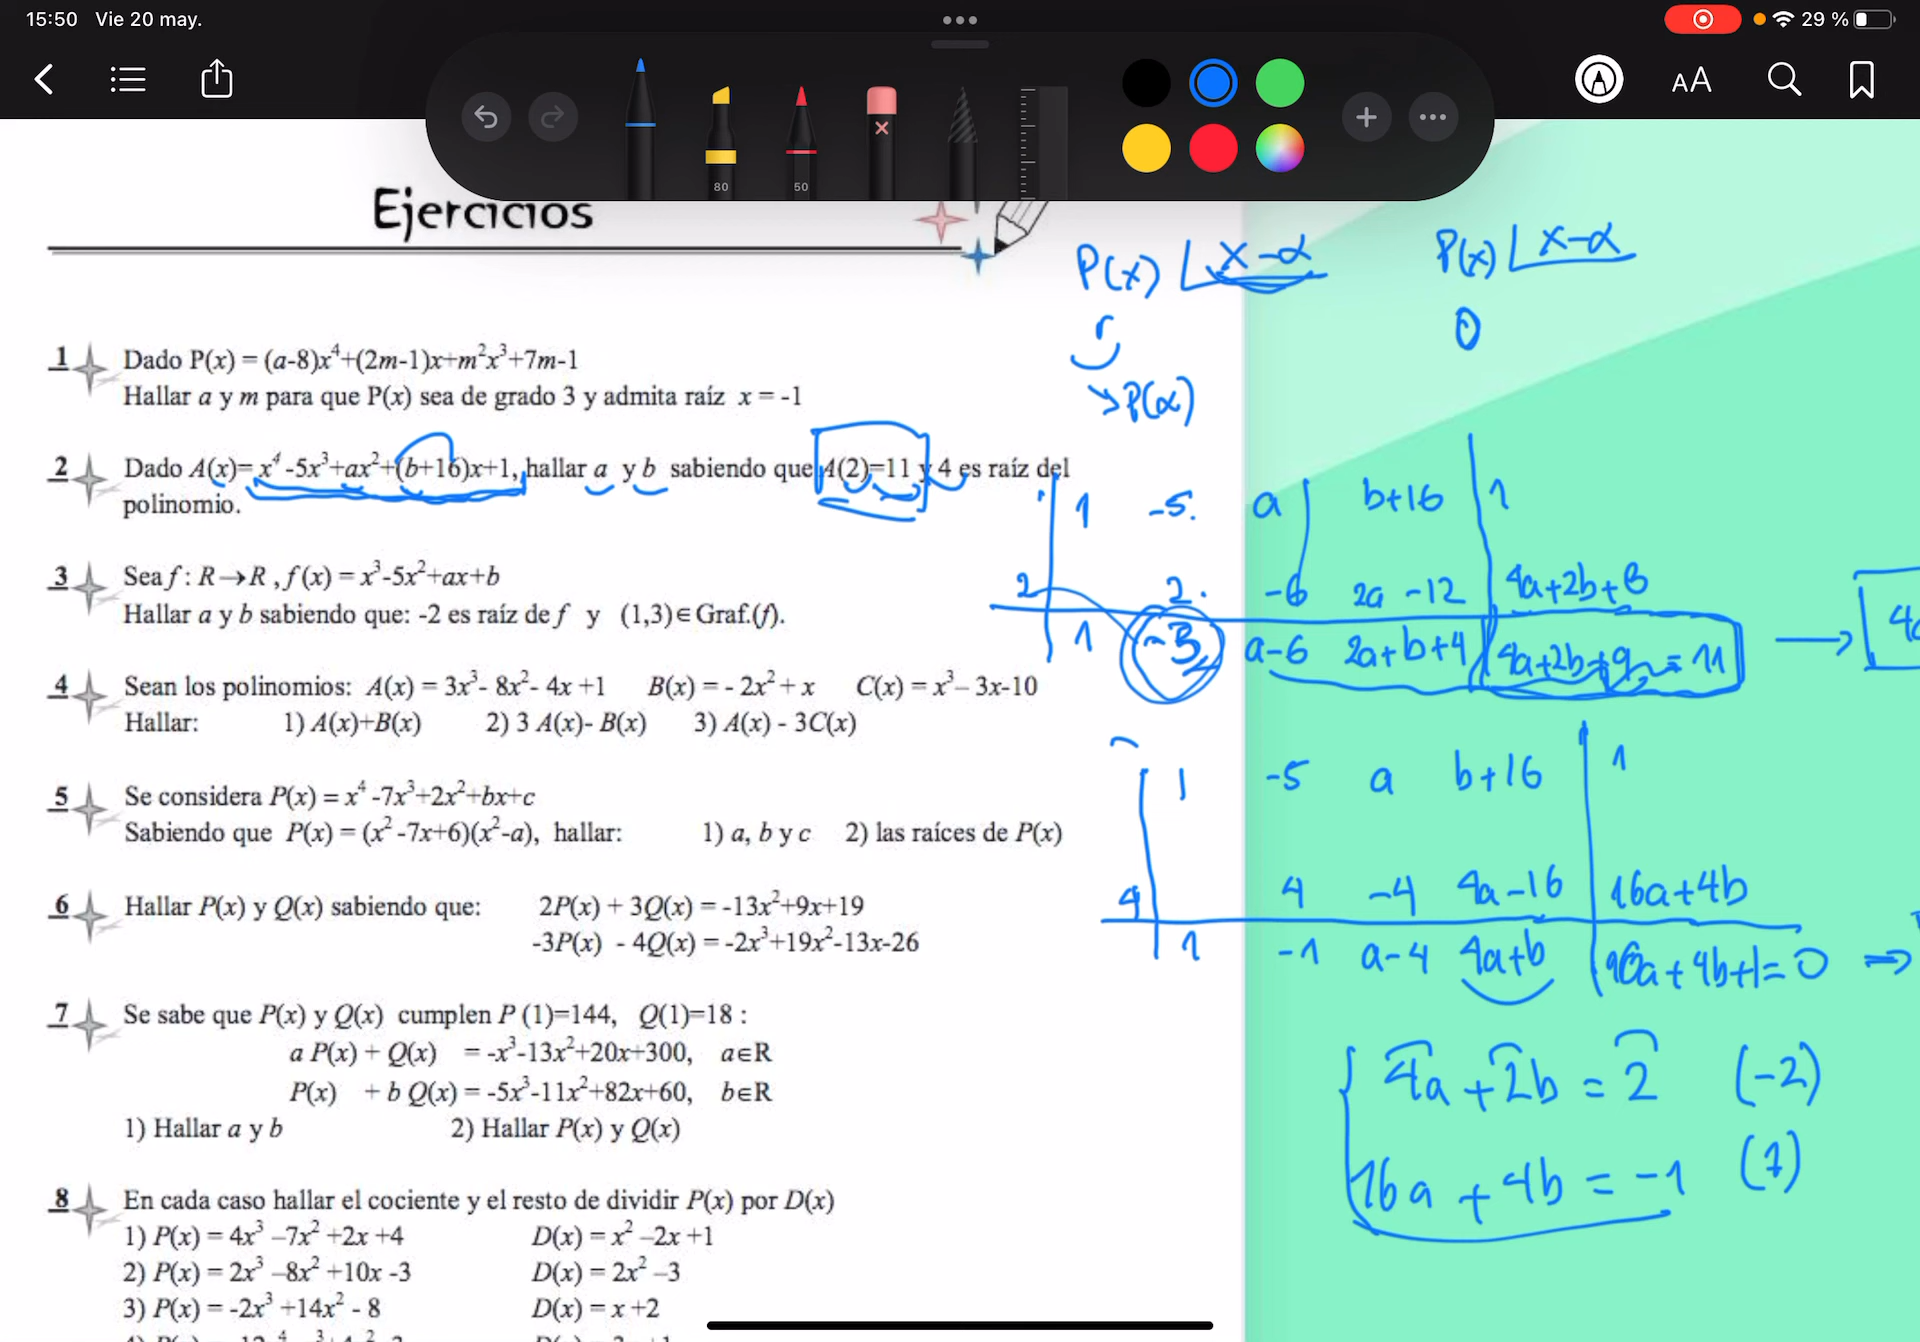 15:50 Vie 20 may.
29 %
AA
80
50
Ejercicios
1 Dado P(x) = (a-8)x⁴+(2m-1)x+m²x³+7m-1
Hallar a y m para que P(x) sea de grado 3 y admita raíz x = -1
2 Dado A(x)= x⁴ -5x³+ax²+(b+16)x+1, hallar a y b sabiendo que A(2)=11 y 4 es raíz del
polinomio.
3 Sea f : R→R , f(x) = x³-5x²+ax+b
Hallar a y b sabiendo que: -2 es raíz de f y (1,3)∈Graf.(f).
4 Sean los polinomios: A(x) = 3x³- 8x²- 4x +1 B(x) = - 2x² + x C(x) = x³ – 3x-10
Hallar: 1) A(x)+B(x) 2) 3 A(x)- B(x) 3) A(x) - 3C(x)
5 Se considera P(x) = x⁴ -7x³+2x²+bx+c
Sabiendo que P(x) = (x² -7x+6)(x²-a), hallar: 1) a, b y c 2) las raíces de P(x)
6 Hallar P(x) y Q(x) sabiendo que: 2P(x) + 3Q(x) = -13x²+9x+19
-3P(x) - 4Q(x) = -2x³+19x²-13x-26
7 Se sabe que P(x) y Q(x) cumplen P (1)=144, Q(1)=18 :
a P(x) + Q(x) = -x³-13x²+20x+300, a∈R
P(x) + b Q(x) = -5x³-11x²+82x+60, b∈R
1) Hallar a y b 2) Hallar P(x) y Q(x)
8 En cada caso hallar el cociente y el resto de dividir P(x) por D(x)
1) P(x) = 4x³ –7x² +2x +4 D(x) = x² –2x +1
2) P(x) = 2x³ –8x² +10x -3 D(x) = 2x² –3
3) P(x) = -2x³ +14x² - 8 D(x) = x +2
P(x) x-α P(x) x-α
r 0
P(α)
1 -5 a b+16 1
2 2 -6 2a -12 4a+2b+8
1 -3 a-6 2a+b+4 4a+2b+9 = 11
1 -5 a b+16 1
4 4 -4 4a-16 16a+4b
1 -1 a-4 4a+b 16a+4b+1=0 ⇒
4a+2b = 2 (-2)
16a+4b = -1 (1)